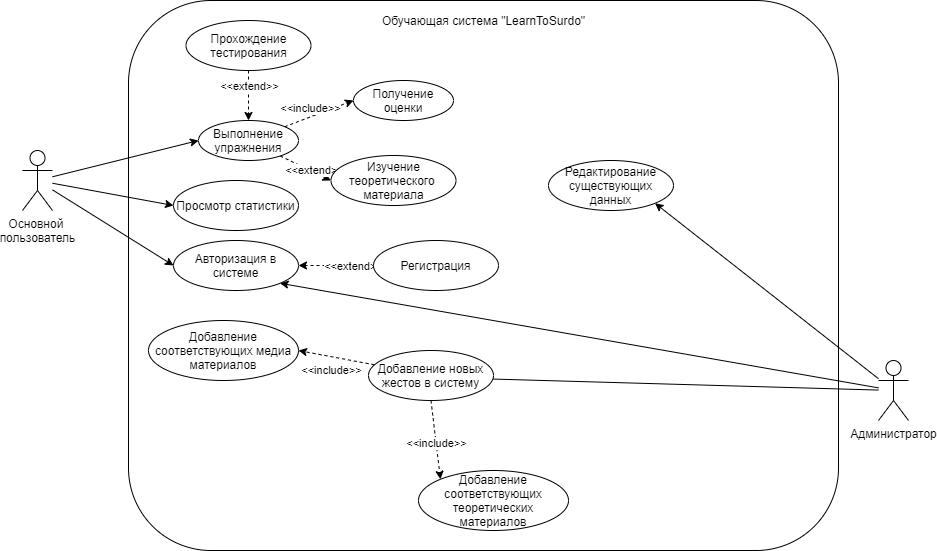 Обучающая система "LearnToSurdo"
Прохождение
тестирования
<<extend>>
<<include>>
Получение
оценки
Выполнение
упражнения
<<extend>
Изучение
теоретического
материала
Редактирование
существующих
данных
Основной
пользователь
Просмотр статистики
Авторизация в
системе
<<extend>
Регистрация
Добавление
соответствующих медиа
материалов
<<include>>
Добавление новых
жестов в систему
Администратор
<<include>>
Добавление
соответствующих
теоретических
материалов